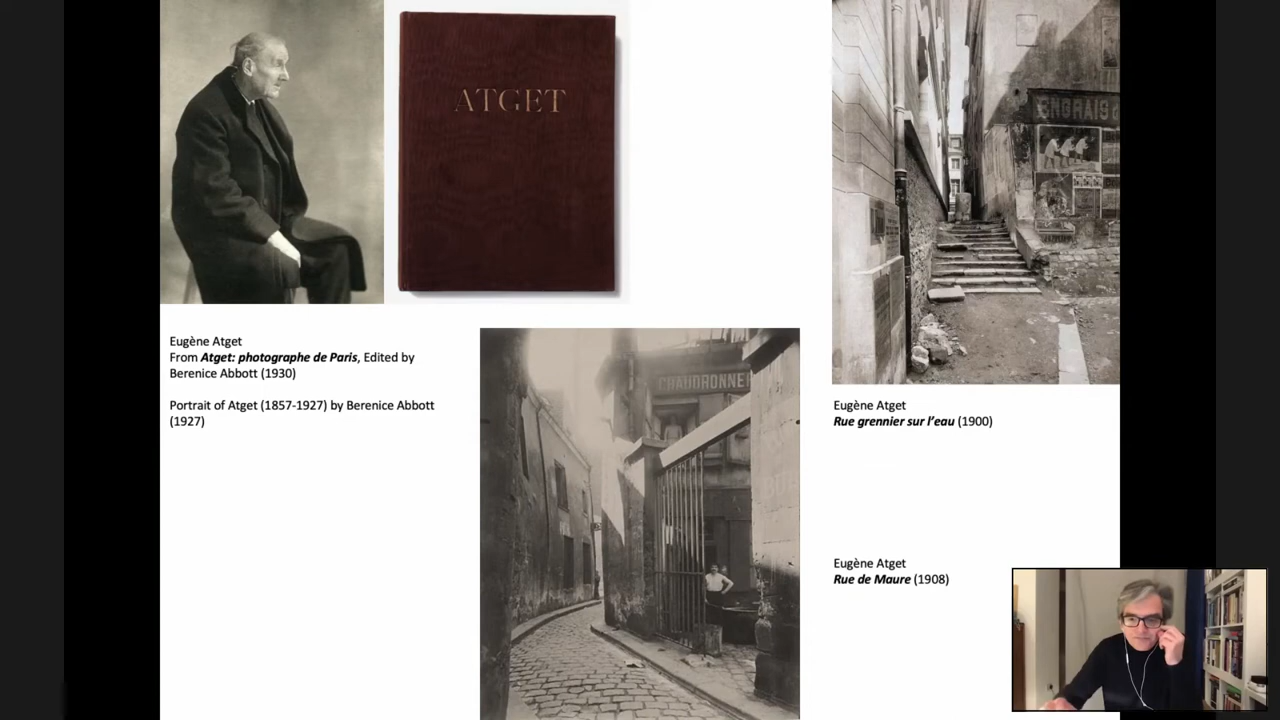 ATGET
ENGRAIS
Eugène Atget
From Atget: photographe de Paris, Edited by
Berenice Abbott (1930)
Portrait of Atget (1857-1927) by Berenice Abbott
(1927)
CHAUDRONNE
Eugène Atget
Rue grennier sur l’eau (1900)
Eugène Atget
Rue de Maure (1908)